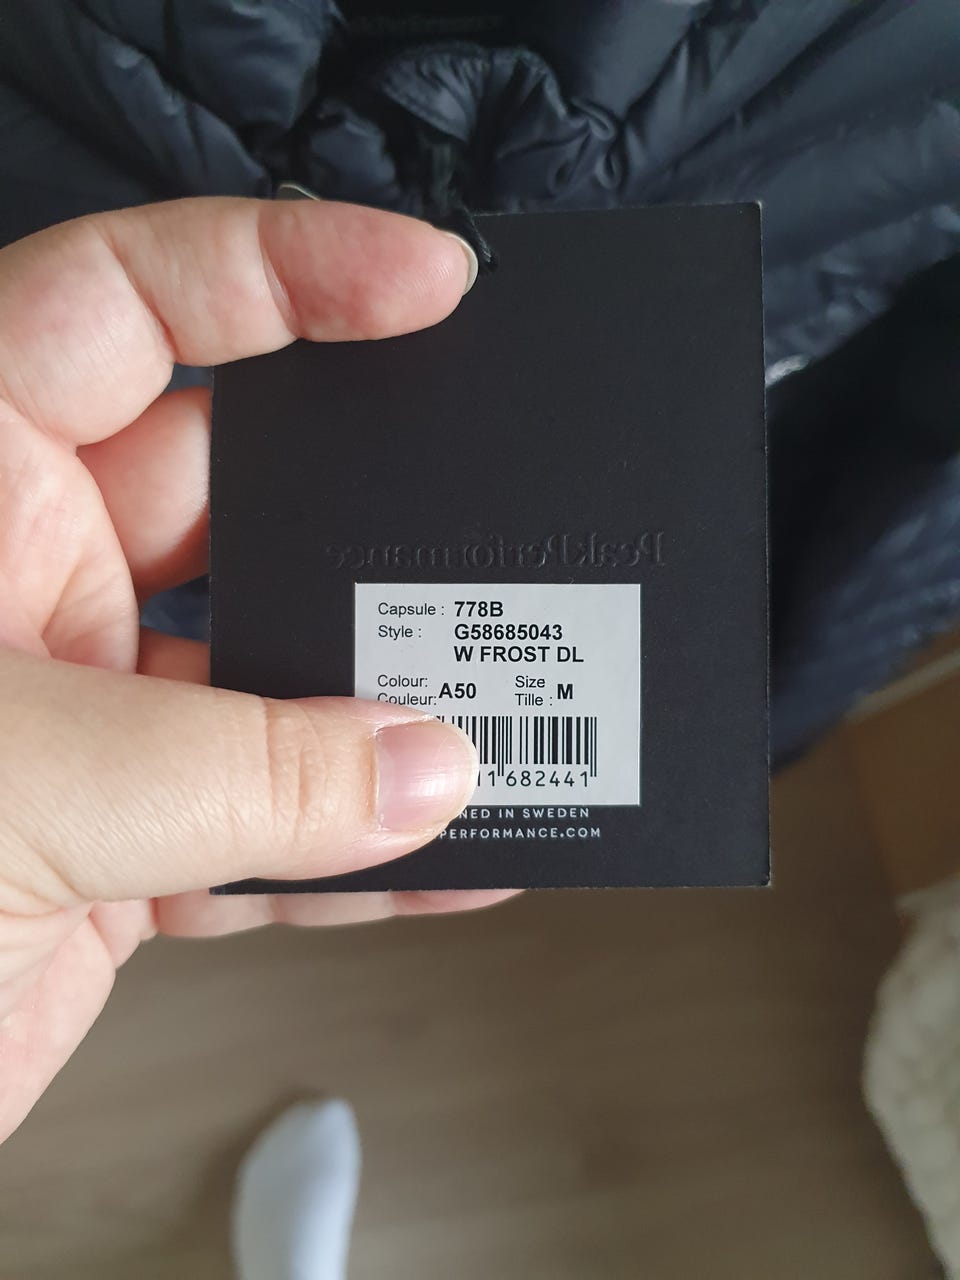 PeakPerformance
Capsule : 778B
Style : G58685043
W FROST DL
Colour: Size
Couleur: A50 Tille : M
11682441
NED IN SWEDEN
PERFORMANCE.COM